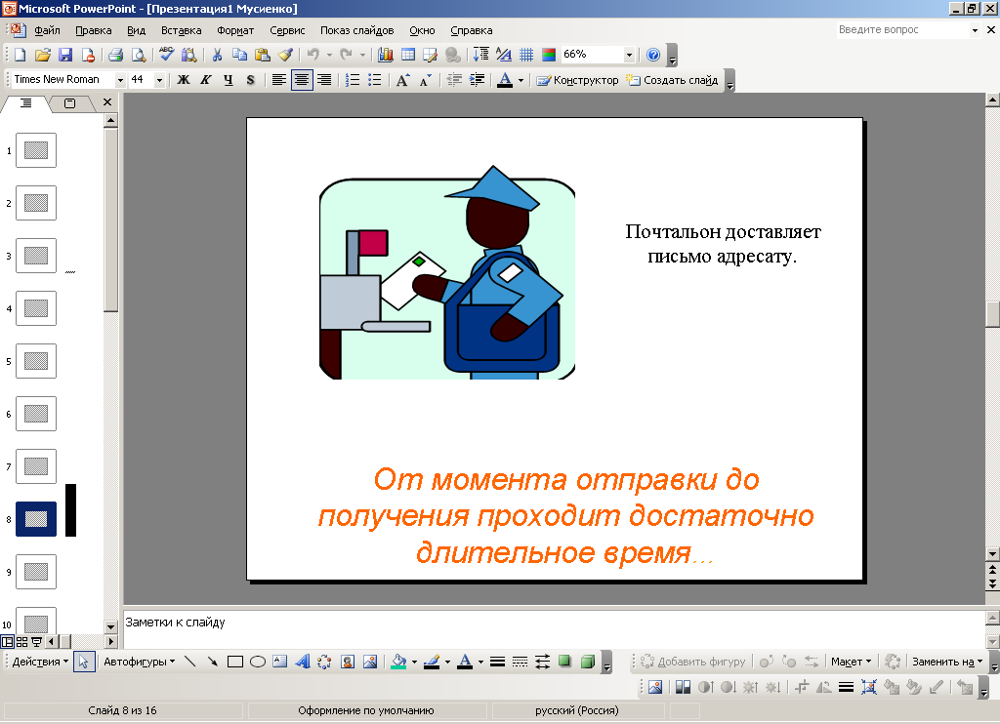 Microsoft PowerPoint - [Презентация1 Мусиенко]
Файл Правка Вид Вставка Формат Сервис Показ слайдов Окно Справка Введите вопрос
66%
Times New Roman 44 Ж К Ч S Конструктор Создать слайд
1
2
3
4
5
6
7
8
9
10
Почтальон доставляет
письмо адресату.
От момента отправки до
получения проходит достаточно
длительное время...
Заметки к слайду
Действия Автофигуры Добавить фигуру Макет Заменить на
Слайд 8 из 16 Оформление по умолчанию русский (Россия)